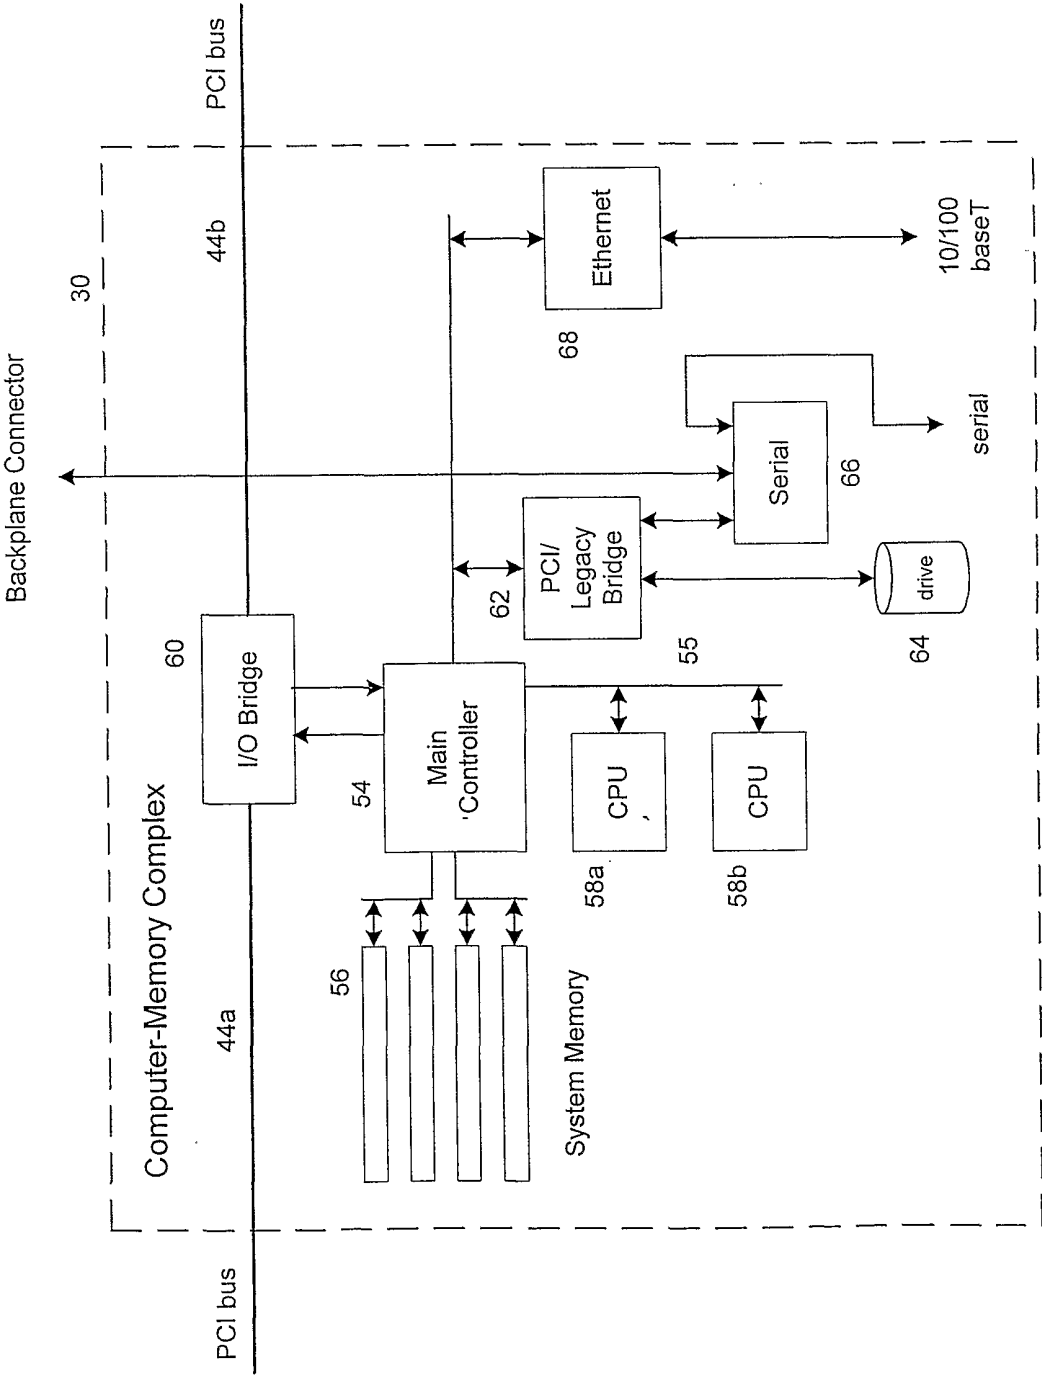 Backplane Connector
30
PCI bus
44a
60
I/O Bridge
44b
PCI bus
Computer-Memory Complex
56
54
Main
'Controller
System Memory
58a
CPU
58b
CPU
55
62
PCI/
Legacy
Bridge
64
drive
Serial
66
serial
68
Ethernet
10/100
baseT